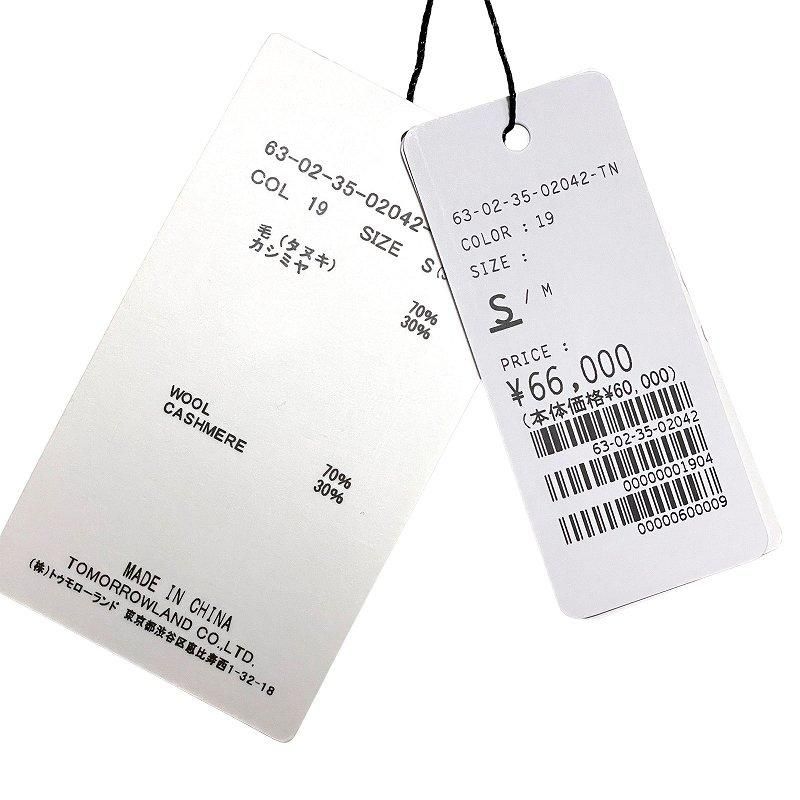 63-02-35-02042-
COL 19 SIZE S
毛(タヌキ) 70%
カシミヤ 30%
WOOL 70%
CASHMERE 30%
MADE IN CHINA
TOMORROWLAND CO.,LTD.
(株)トゥモローランド 東京都渋谷区恵比寿西1-32-18
63-02-35-02042-TN
COLOR : 19
SIZE :
S / M
PRICE :
¥66,000
(本体価格¥60,000)
63-02-35-02042
00000001904
00000600009